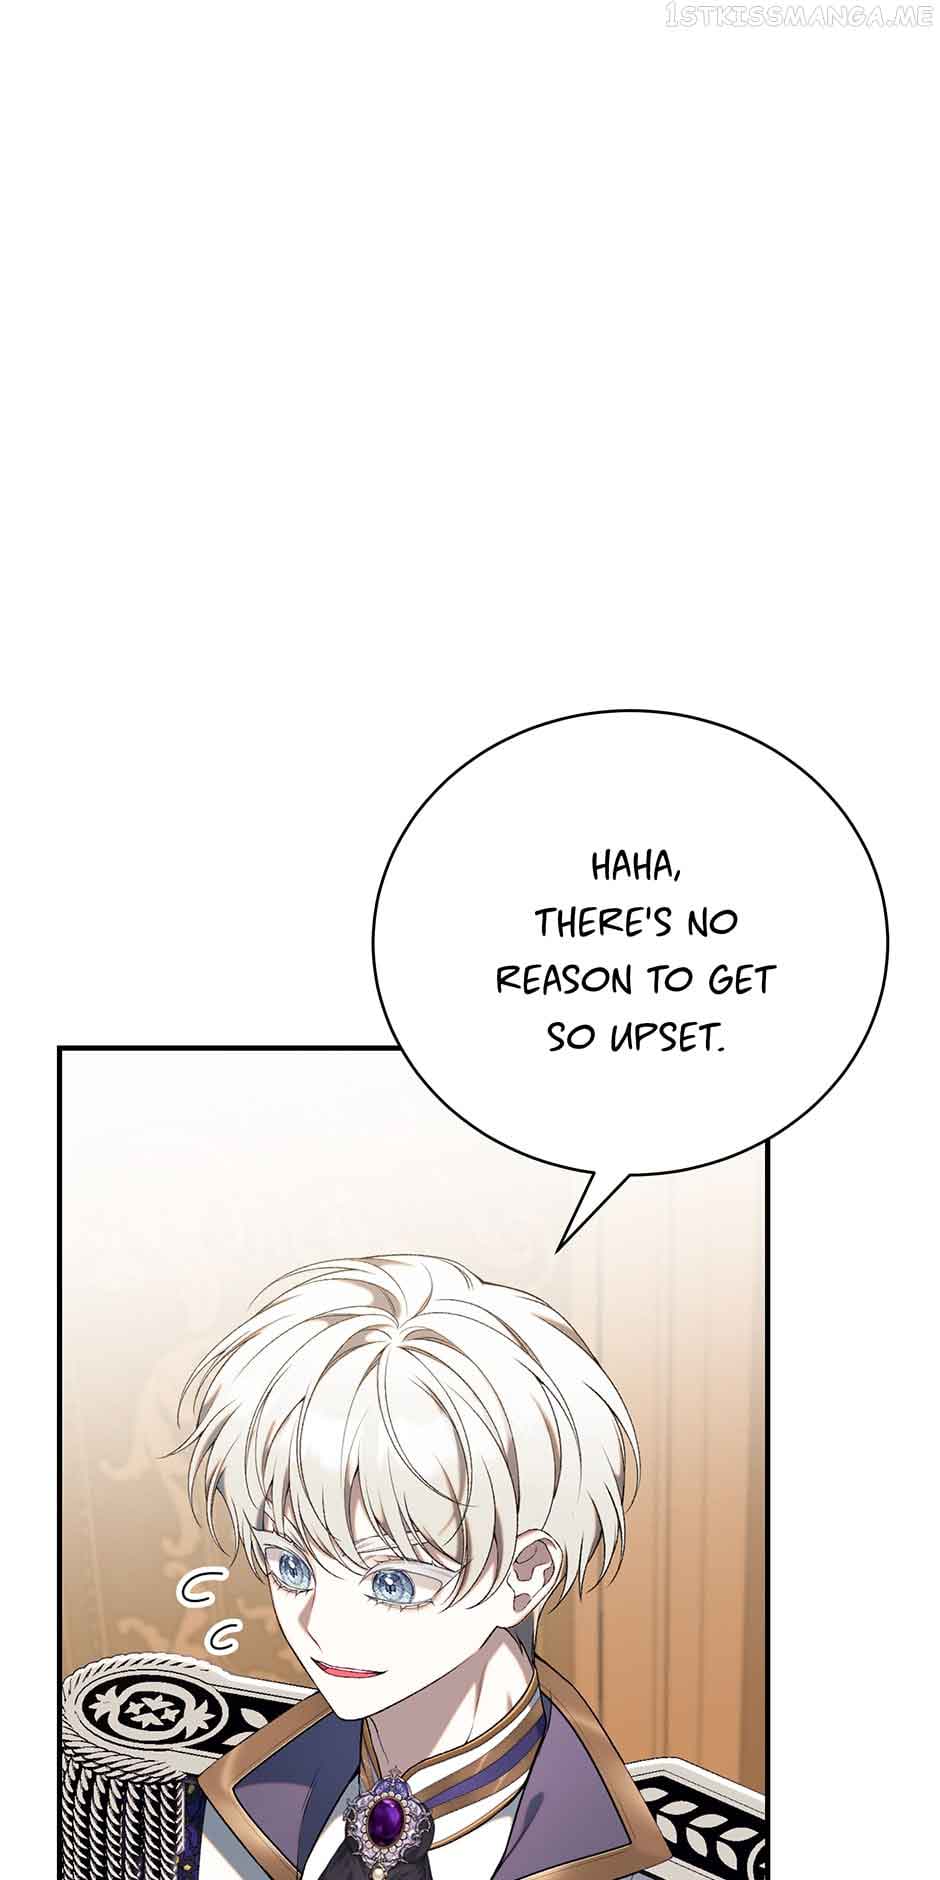 1STKISSMANGA.ME
HAHA,
THERE'S NO
REASON TO GET
SO UPSET.